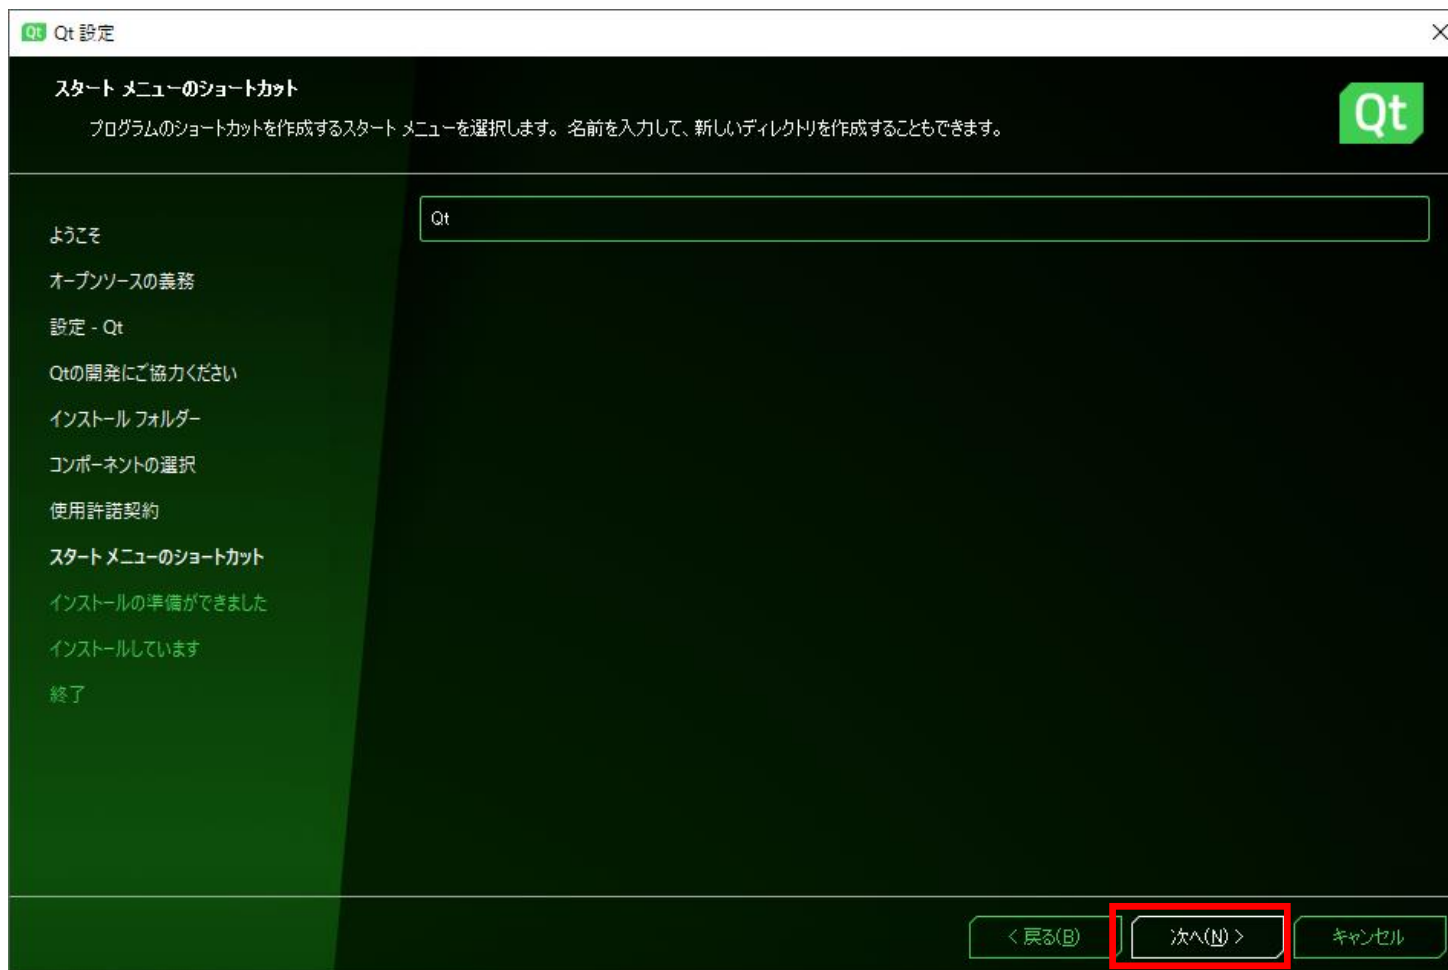 Qt 設定
スタート メニューのショートカット
プログラムのショートカットを作成するスタート メニューを選択します。名前を入力して、新しいディレクトリを作成することもできます。
Qt
Qt
ようこそ
オープンソースの義務
設定 - Qt
Qtの開発にご協力ください
インストール フォルダー
コンポーネントの選択
使用許諾契約
スタート メニューのショートカット
インストールの準備ができました
インストールしています
終了
< 戻る(B)
次へ(N) >
キャンセル